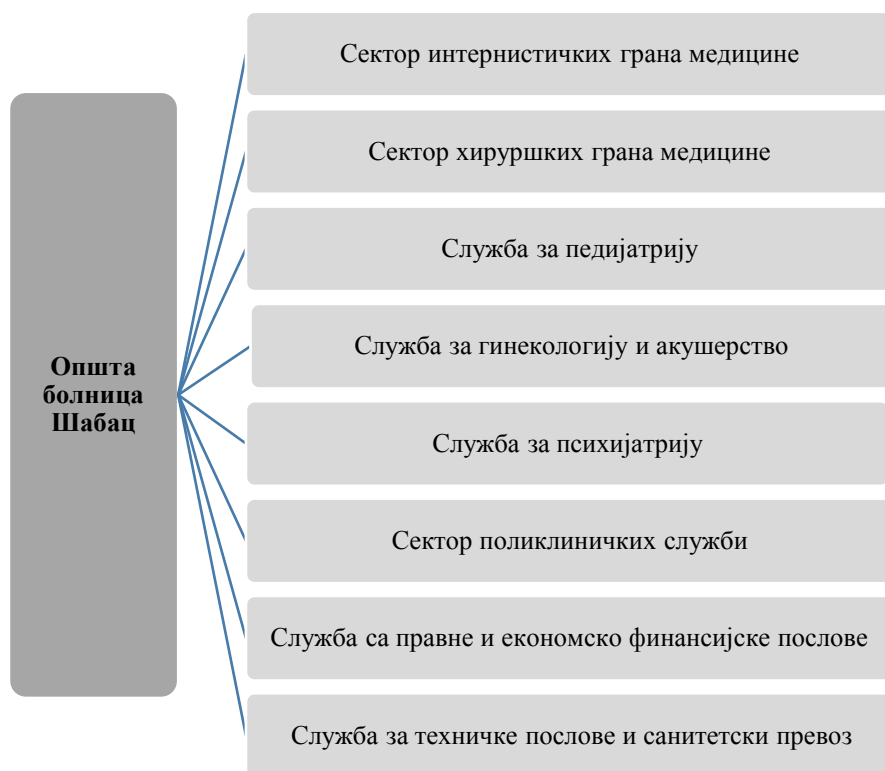 Општа
болница
Шабац
Сектор интернистичких грана медицине
Сектор хируршких грана медицине
Служба за педијатрију
Служба за гинекологију и акушерство
Служба за психијатрију
Сектор поликлиничких служби
Служба са правне и економско финансијске послове
Служба за техничке послове и санитетски превоз